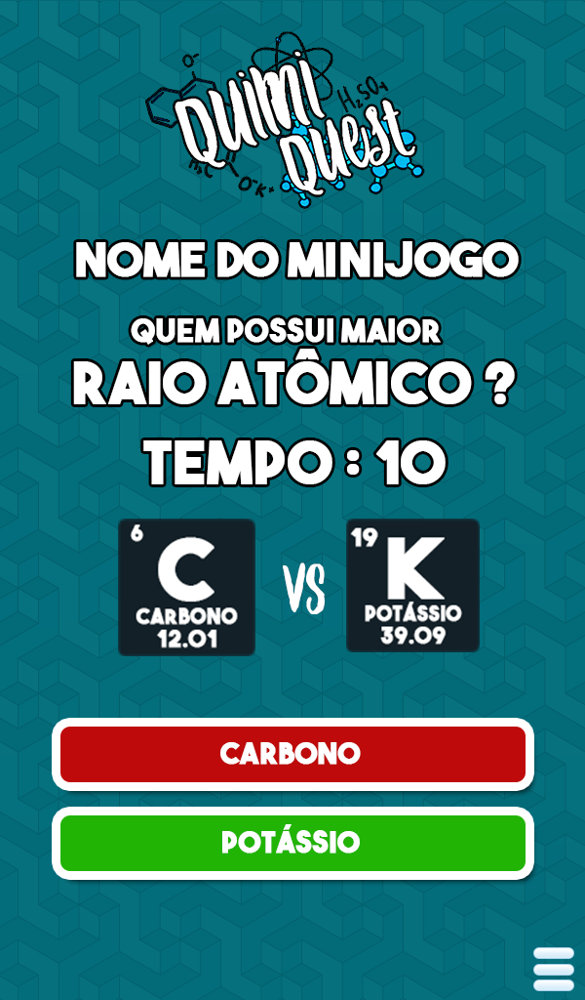 O-
QUIMI
H₂SO₄
QUEST
H₃C
O-K+
NOME DO MINIJOGO
QUEM POSSUI MAIOR
RAIO ATÔMICO ?
TEMPO : 10
6
C
CARBONO
12.01
VS
19
K
POTÁSSIO
39.09
CARBONO
POTÁSSIO